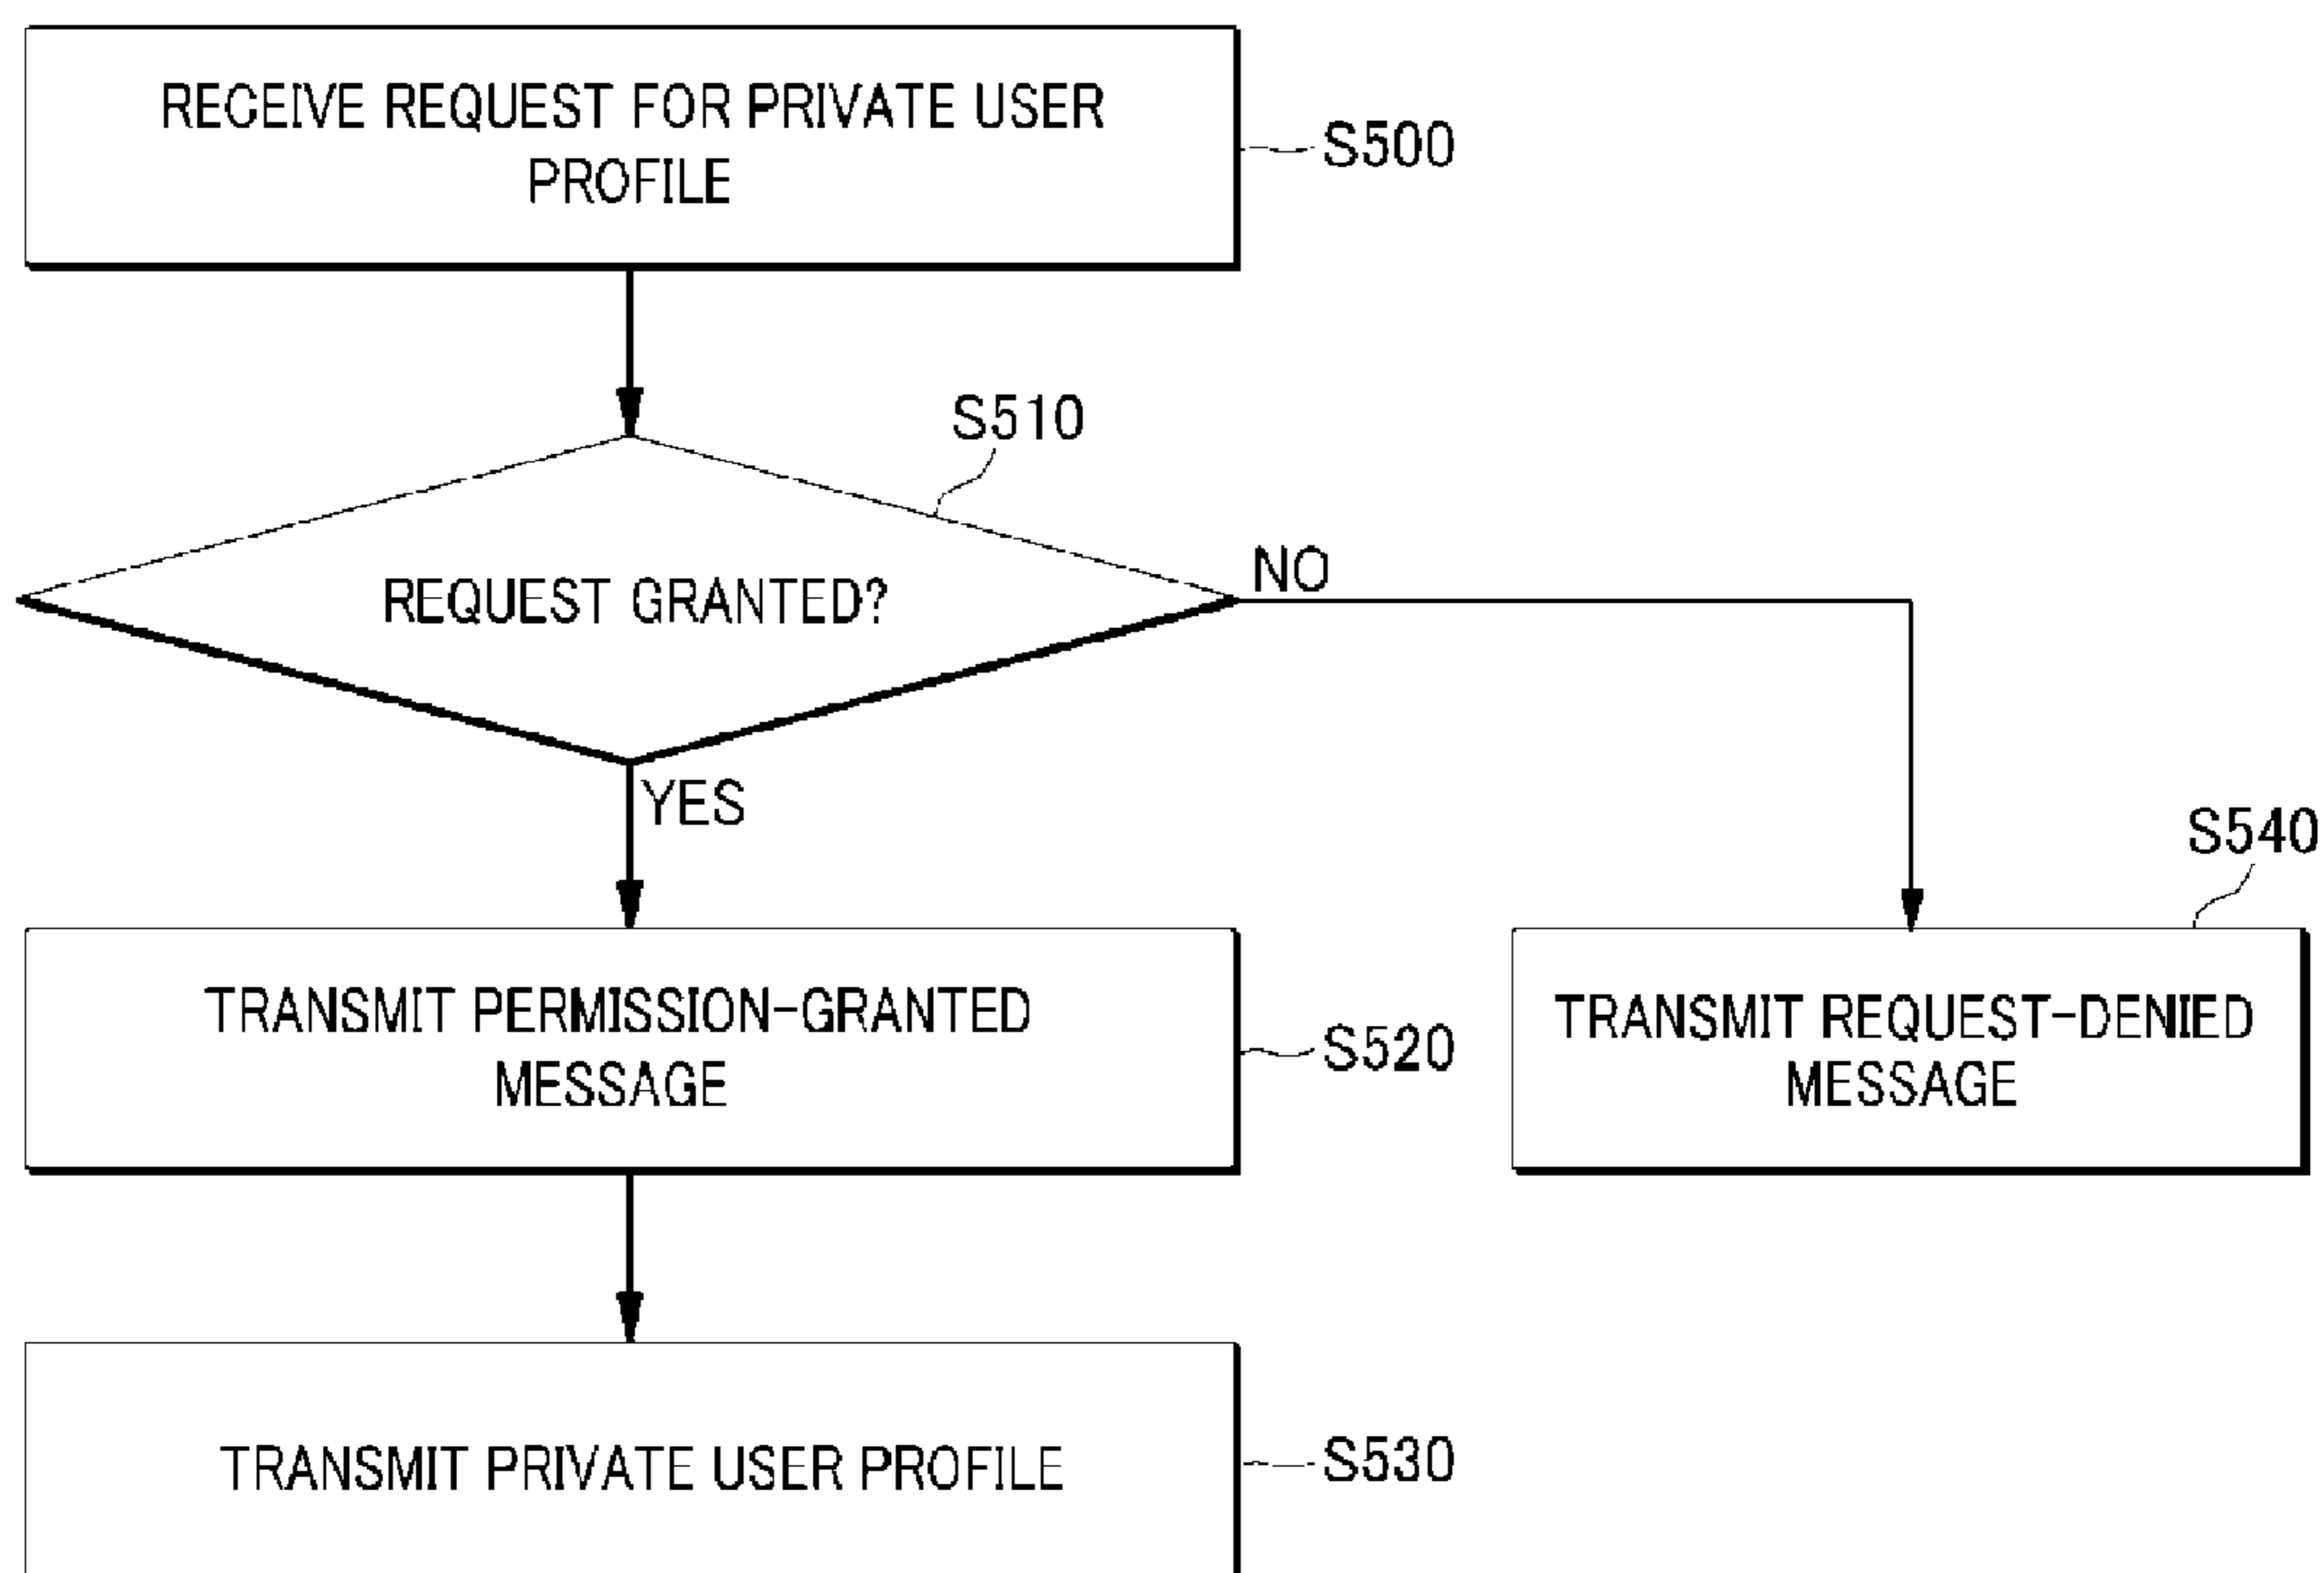 RECEIVE REQUEST FOR PRIVATE USER
PROFILE
S500
S510
REQUEST GRANTED?
NO
YES
S540
TRANSMIT PERMISSION-GRANTED
MESSAGE
S520
TRANSMIT REQUEST-DENIED
MESSAGE
TRANSMIT PRIVATE USER PROFILE
S530